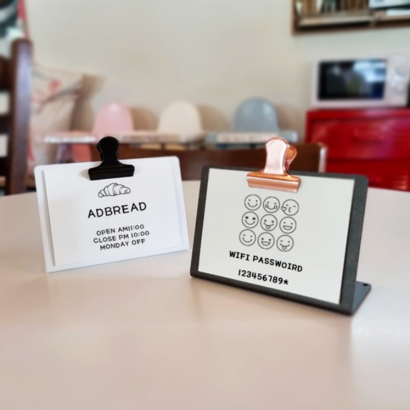 ADBREAD
OPEN AM11:00
CLOSE PM 10:00
MONDAY OFF
WIFI PASSWOIRD
123456789*